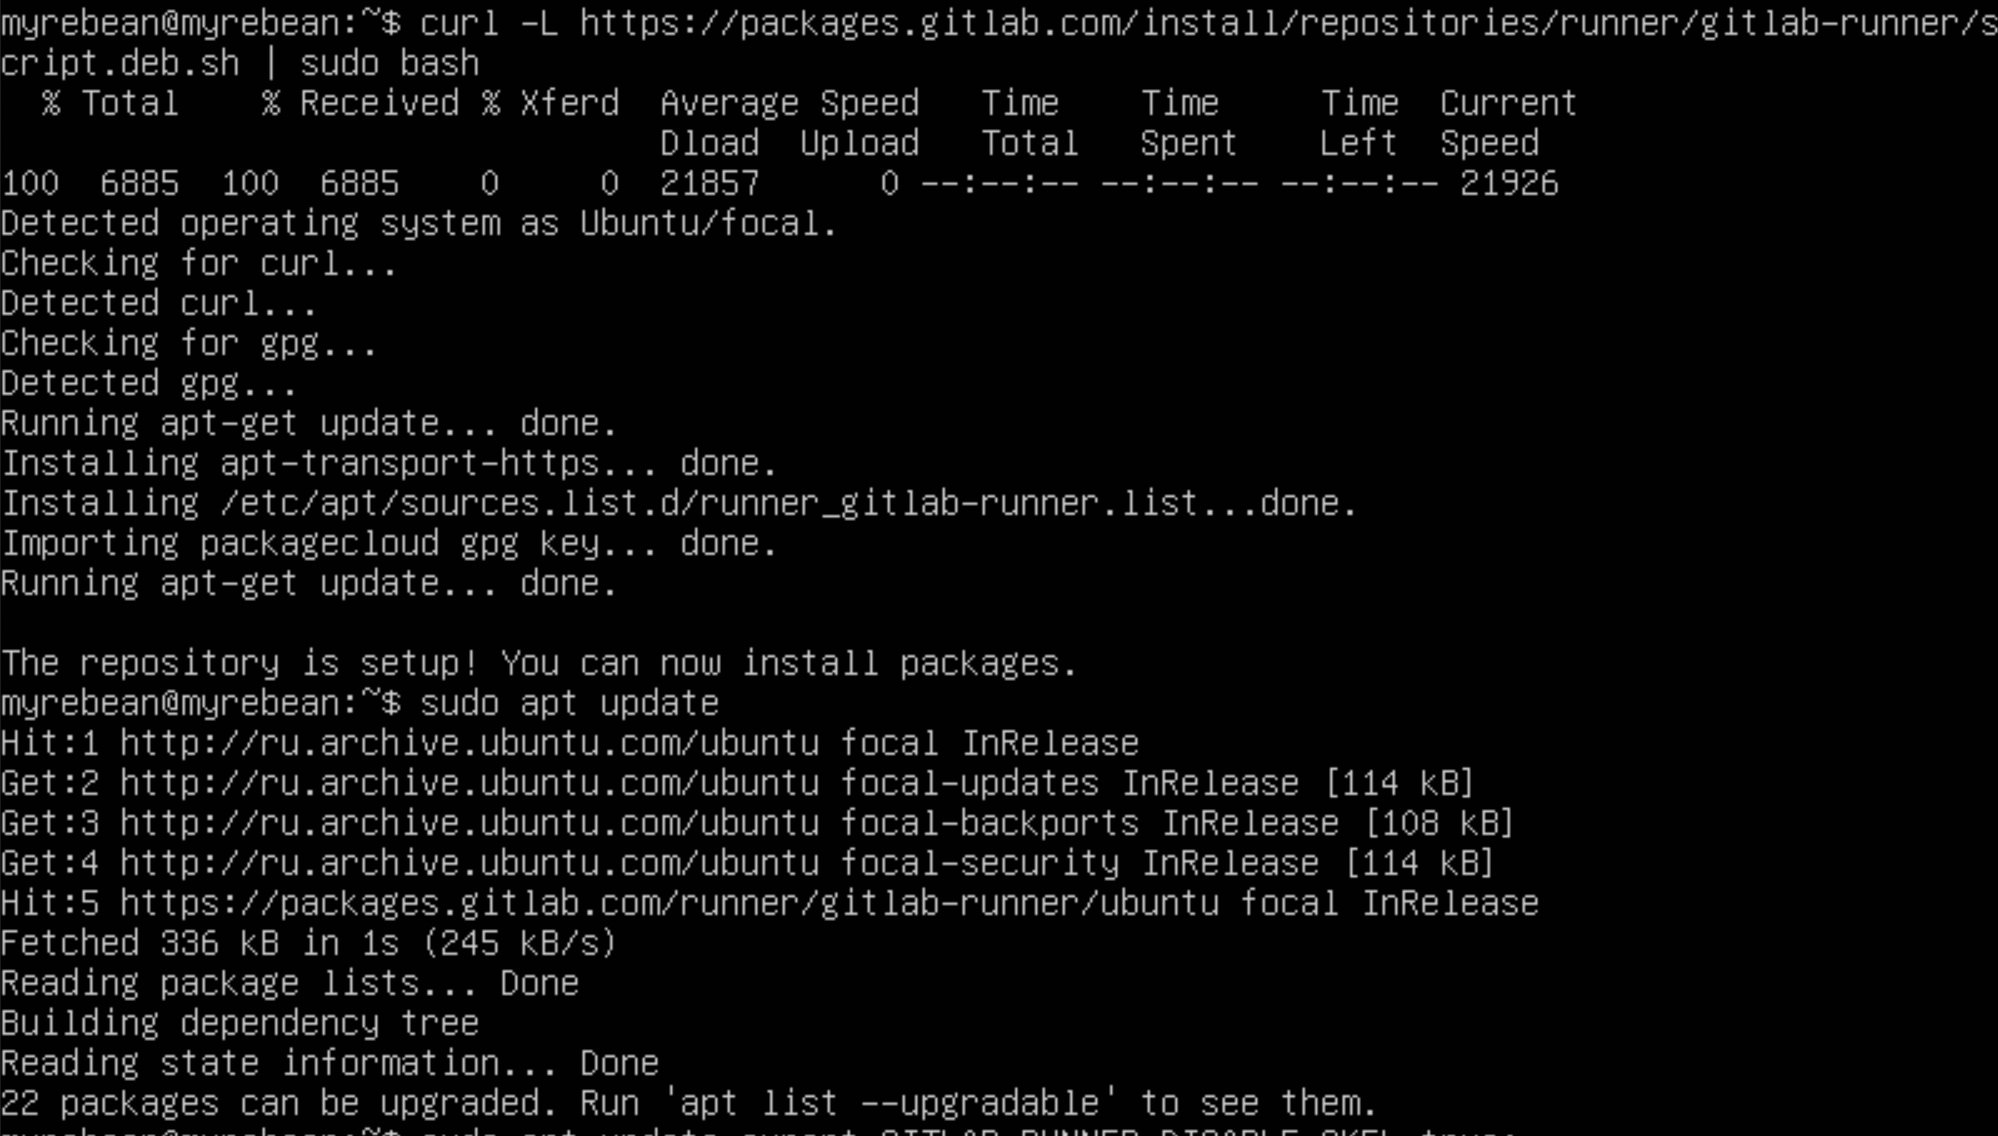 myrebean@myrebean:~$ curl -L https://packages.gitlab.com/install/repositories/runner/gitlab-runner/s
cript.deb.sh | sudo bash
  % Total    % Received % Xferd  Average Speed   Time    Time     Time  Current
                                 Dload  Upload   Total   Spent    Left  Speed
100  6885  100  6885    0     0  21857      0 --:--:-- --:--:-- --:--:-- 21926
Detected operating system as Ubuntu/focal.
Checking for curl...
Detected curl...
Checking for gpg...
Detected gpg...
Running apt-get update... done.
Installing apt-transport-https... done.
Installing /etc/apt/sources.list.d/runner_gitlab-runner.list...done.
Importing packagecloud gpg key... done.
Running apt-get update... done.

The repository is setup! You can now install packages.
myrebean@myrebean:~$ sudo apt update
Hit:1 http://ru.archive.ubuntu.com/ubuntu focal InRelease
Get:2 http://ru.archive.ubuntu.com/ubuntu focal-updates InRelease [114 kB]
Get:3 http://ru.archive.ubuntu.com/ubuntu focal-backports InRelease [108 kB]
Get:4 http://ru.archive.ubuntu.com/ubuntu focal-security InRelease [114 kB]
Hit:5 https://packages.gitlab.com/runner/gitlab-runner/ubuntu focal InRelease
Fetched 336 kB in 1s (245 kB/s)
Reading package lists... Done
Building dependency tree
Reading state information... Done
22 packages can be upgraded. Run 'apt list --upgradable' to see them.